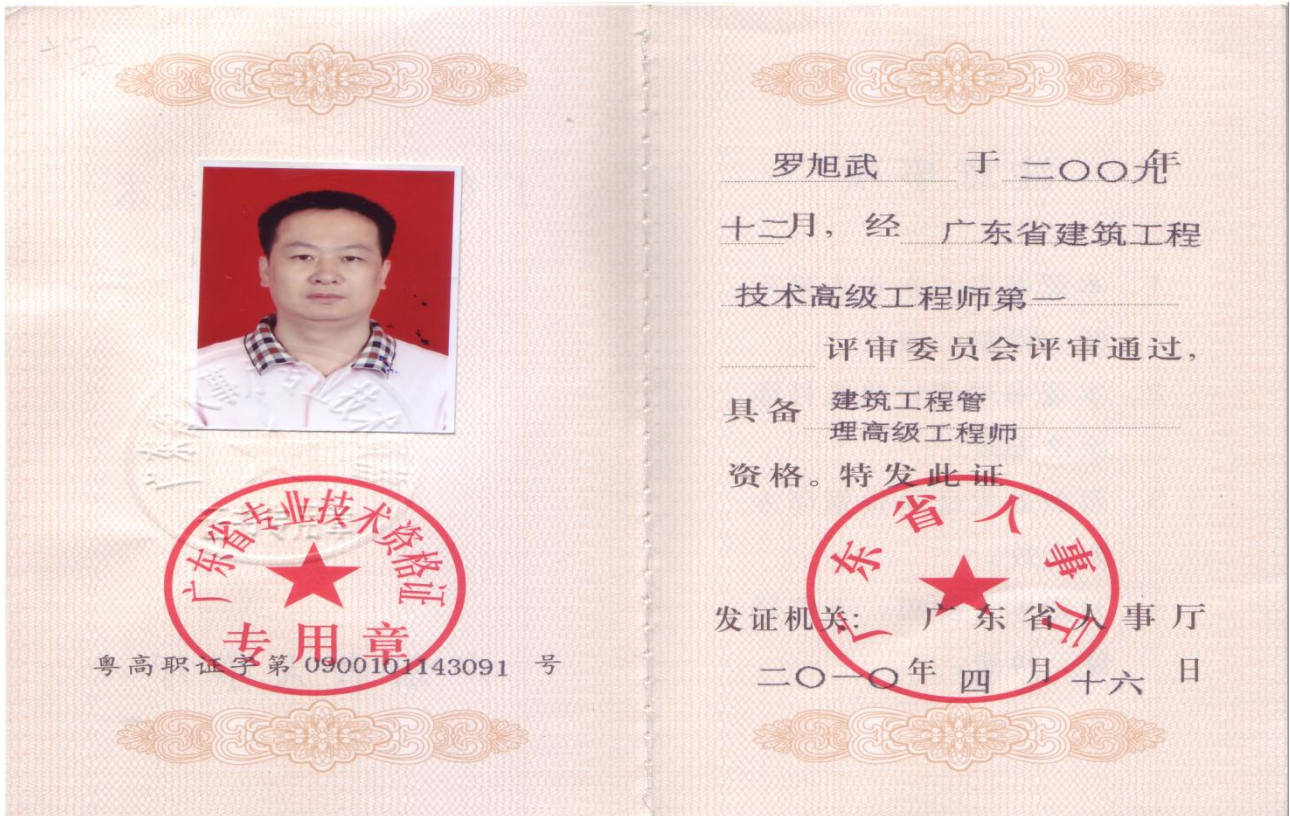 广东省专业技术资格证
专用章
粤高职证字第 0900101143091 号
罗旭武 于 二〇〇九年
十二月，经 广东省建筑工程
技术高级工程师第一
评审委员会评审通过，
具备 建筑工程管
理高级工程师
资格。特发此证
广东省人事厅
发证机关： 广东省人事厅
二〇一〇年 四 月 十六 日